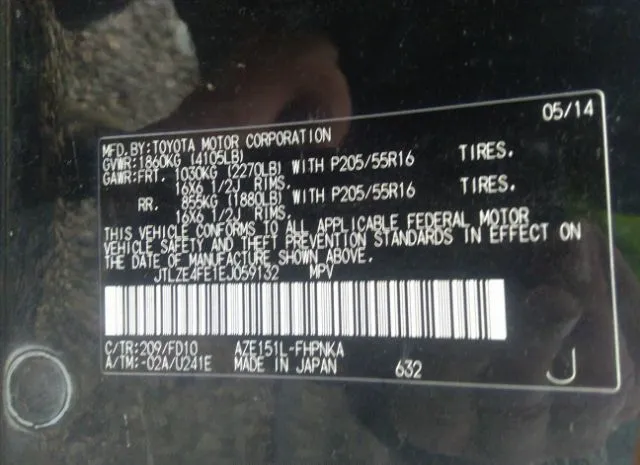 05/14
MFD.BY:TOYOTA MOTOR CORPORATION
GVWR:1860KG (4105LB)
GAWR:FRT. 1030KG (2270LB) WITH P205/55R16 TIRES.
16X6 1/2J RIMS.
RR. 855KG (1880LB) WITH P205/55R16 TIRES.
16X6 1/2J RIMS.
THIS VEHICLE CONFORMS TO ALL APPLICABLE FEDERAL MOTOR
VEHICLE SAFETY AND THEFT PREVENTION STANDARDS IN EFFECT ON
THE DATE OF MANUFACTURE SHOWN ABOVE.
JTLZE4FE1EJ059132 MPV
C/TR:209/FD10 AZE151L-FHPNKA
A/TM:-02A/U241E MADE IN JAPAN 632 J